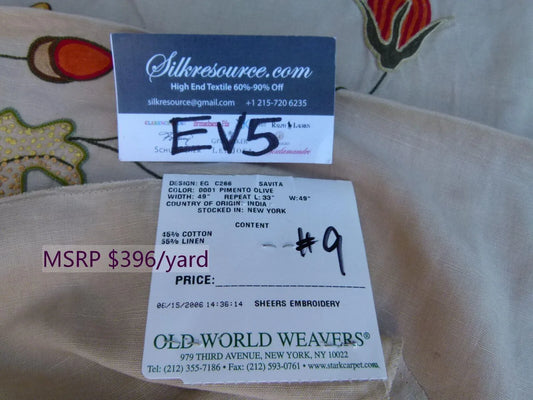 Silkresource.com
High End Textile 60%-90% Off
silkresource@gmail.com +1 215-720 6235
RALPH LAUREN
EV5
DESIGN: EG C266 SAVITA
COLOR: 0001 PIMENTO OLIVE
WIDTH: 49" REPEAT L: 33" W:49"
COUNTRY OF ORIGIN: INDIA
STOCKED IN: NEW YORK
CONTENT
45% COTTON
55% LINEN
#9
MSRP $396/yard
PRICE:
06/15/2006 14:36:14 SHEERS EMBROIDERY
OLD WORLD WEAVERS®
979 THIRD AVENUE, NEW YORK, NY 10022
Tel: (212) 355-7186 • Fax: (212) 593-0761 • www.starkcarpet.com